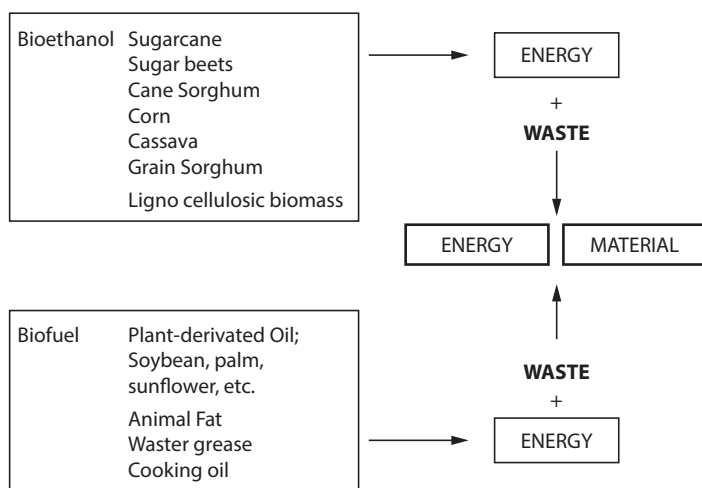 Bioethanol Sugarcane
Sugar beets
Cane Sorghum
Corn
Cassava
Grain Sorghum
Ligno cellulosic biomass
ENERGY
+
WASTE
ENERGY
MATERIAL
Biofuel Plant-derivated Oil;
Soybean, palm,
sunflower, etc.
Animal Fat
Waster grease
Cooking oil
WASTE
+
ENERGY